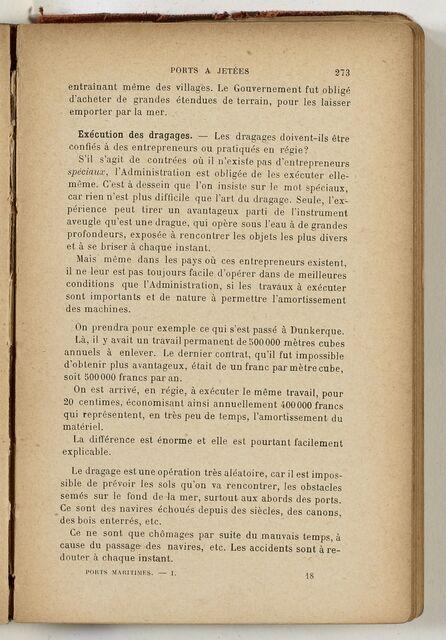 PORTS A JETÉES 273
entraînant même des villages. Le Gouvernement fut obligé
d'acheter de grandes étendues de terrain, pour les laisser
emporter par la mer.
Exécution des dragages. — Les dragages doivent-ils être
confiés à des entrepreneurs ou pratiqués en régie?
S'il s'agit de contrées où il n'existe pas d'entrepreneurs
spéciaux, l'Administration est obligée de les exécuter elle-
même. C'est à dessein que l'on insiste sur le mot spéciaux,
car rien n'est plus difficile que l'art du dragage. Seule, l'ex-
périence peut tirer un avantageux parti de l'instrument
aveugle qu'est une drague, qui opère sous l'eau à de grandes
profondeurs, exposée à rencontrer les objets les plus divers
et à se briser à chaque instant.
Mais même dans les pays où ces entrepreneurs existent,
il ne leur est pas toujours facile d'opérer dans de meilleures
conditions que l'Administration, si les travaux à exécuter
sont importants et de nature à permettre l'amortissement
des machines.
On prendra pour exemple ce qui s'est passé à Dunkerque.
Là, il y avait un travail permanent de 500000 mètres cubes
annuels à enlever. Le dernier contrat, qu'il fut impossible
d'obtenir plus avantageux, était de un franc par mètre cube,
soit 500000 francs par an.
On est arrivé, en régie, à exécuter le même travail, pour
20 centimes, économisant ainsi annuellement 400000 francs
qui représentent, en très peu de temps, l'amortissement du
matériel.
La différence est énorme et elle est pourtant facilement
explicable.
Le dragage est une opération très aléatoire, car il est impos-
sible de prévoir les sols qu'on va rencontrer, les obstacles
semés sur le fond de la mer, surtout aux abords des ports.
Ce sont des navires échoués depuis des siècles, des canons,
des bois enterrés, etc.
Ce ne sont que chômages par suite du mauvais temps, à
cause du passage des navires, etc. Les accidents sont à re-
douter à chaque instant.
PORTS MARITIMES. — I. 18